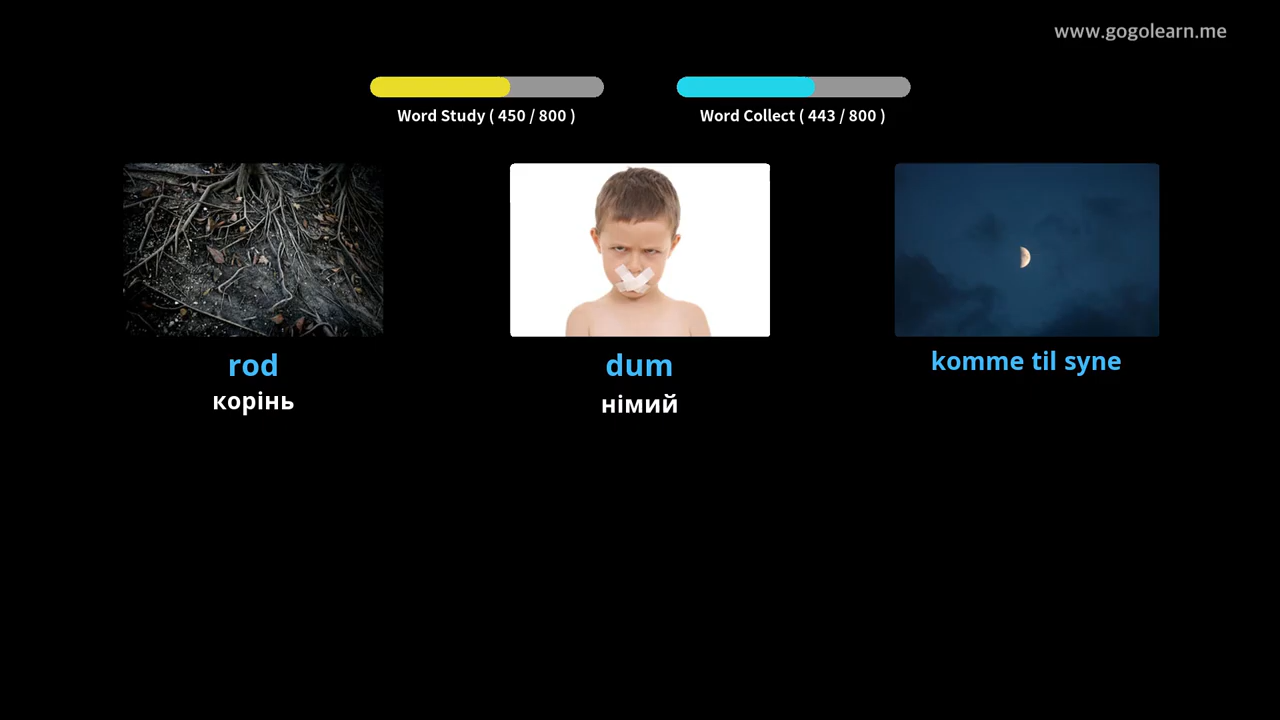 www.gogolearn.me
Word Study ( 450 / 800 )
Word Collect ( 443 / 800 )
rod
корінь
dum
німий
komme til syne